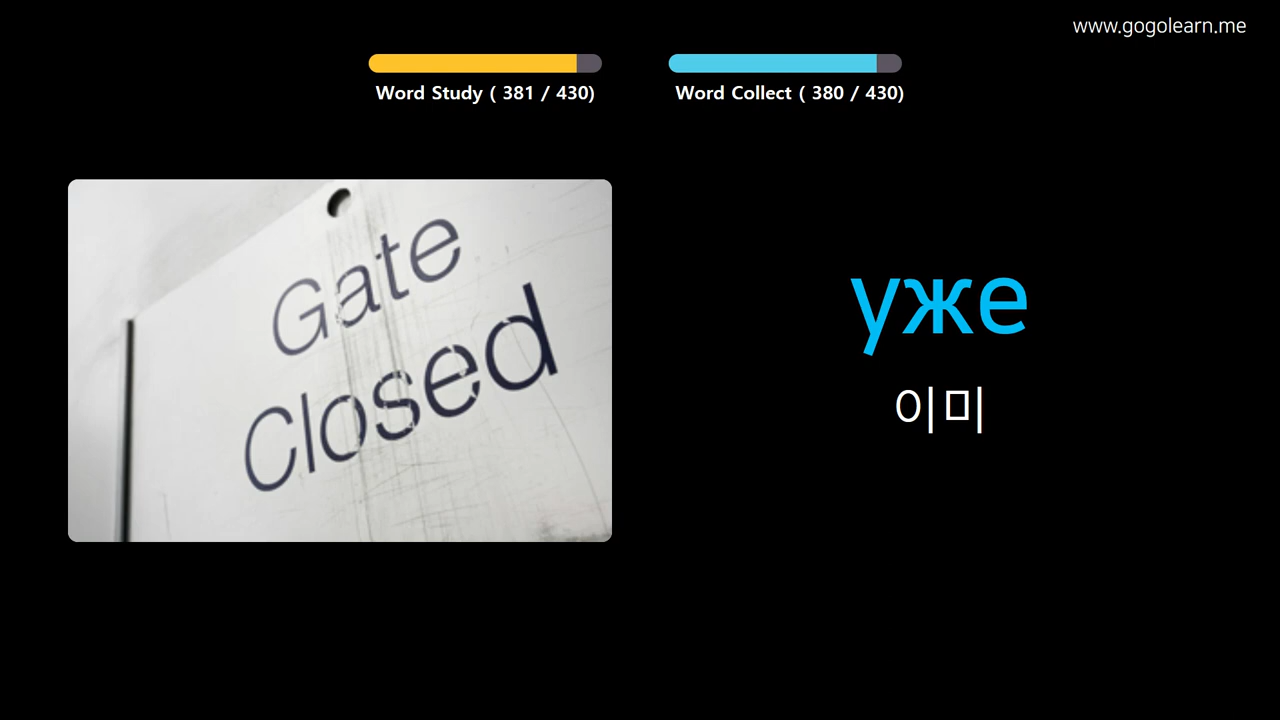 www.gogolearn.me
Word Study ( 381 / 430)
Word Collect ( 380 / 430)
Gate
Closed
уже
이미